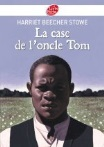 HARRIET BEECHER STOWE
La case
de l'oncle Tom